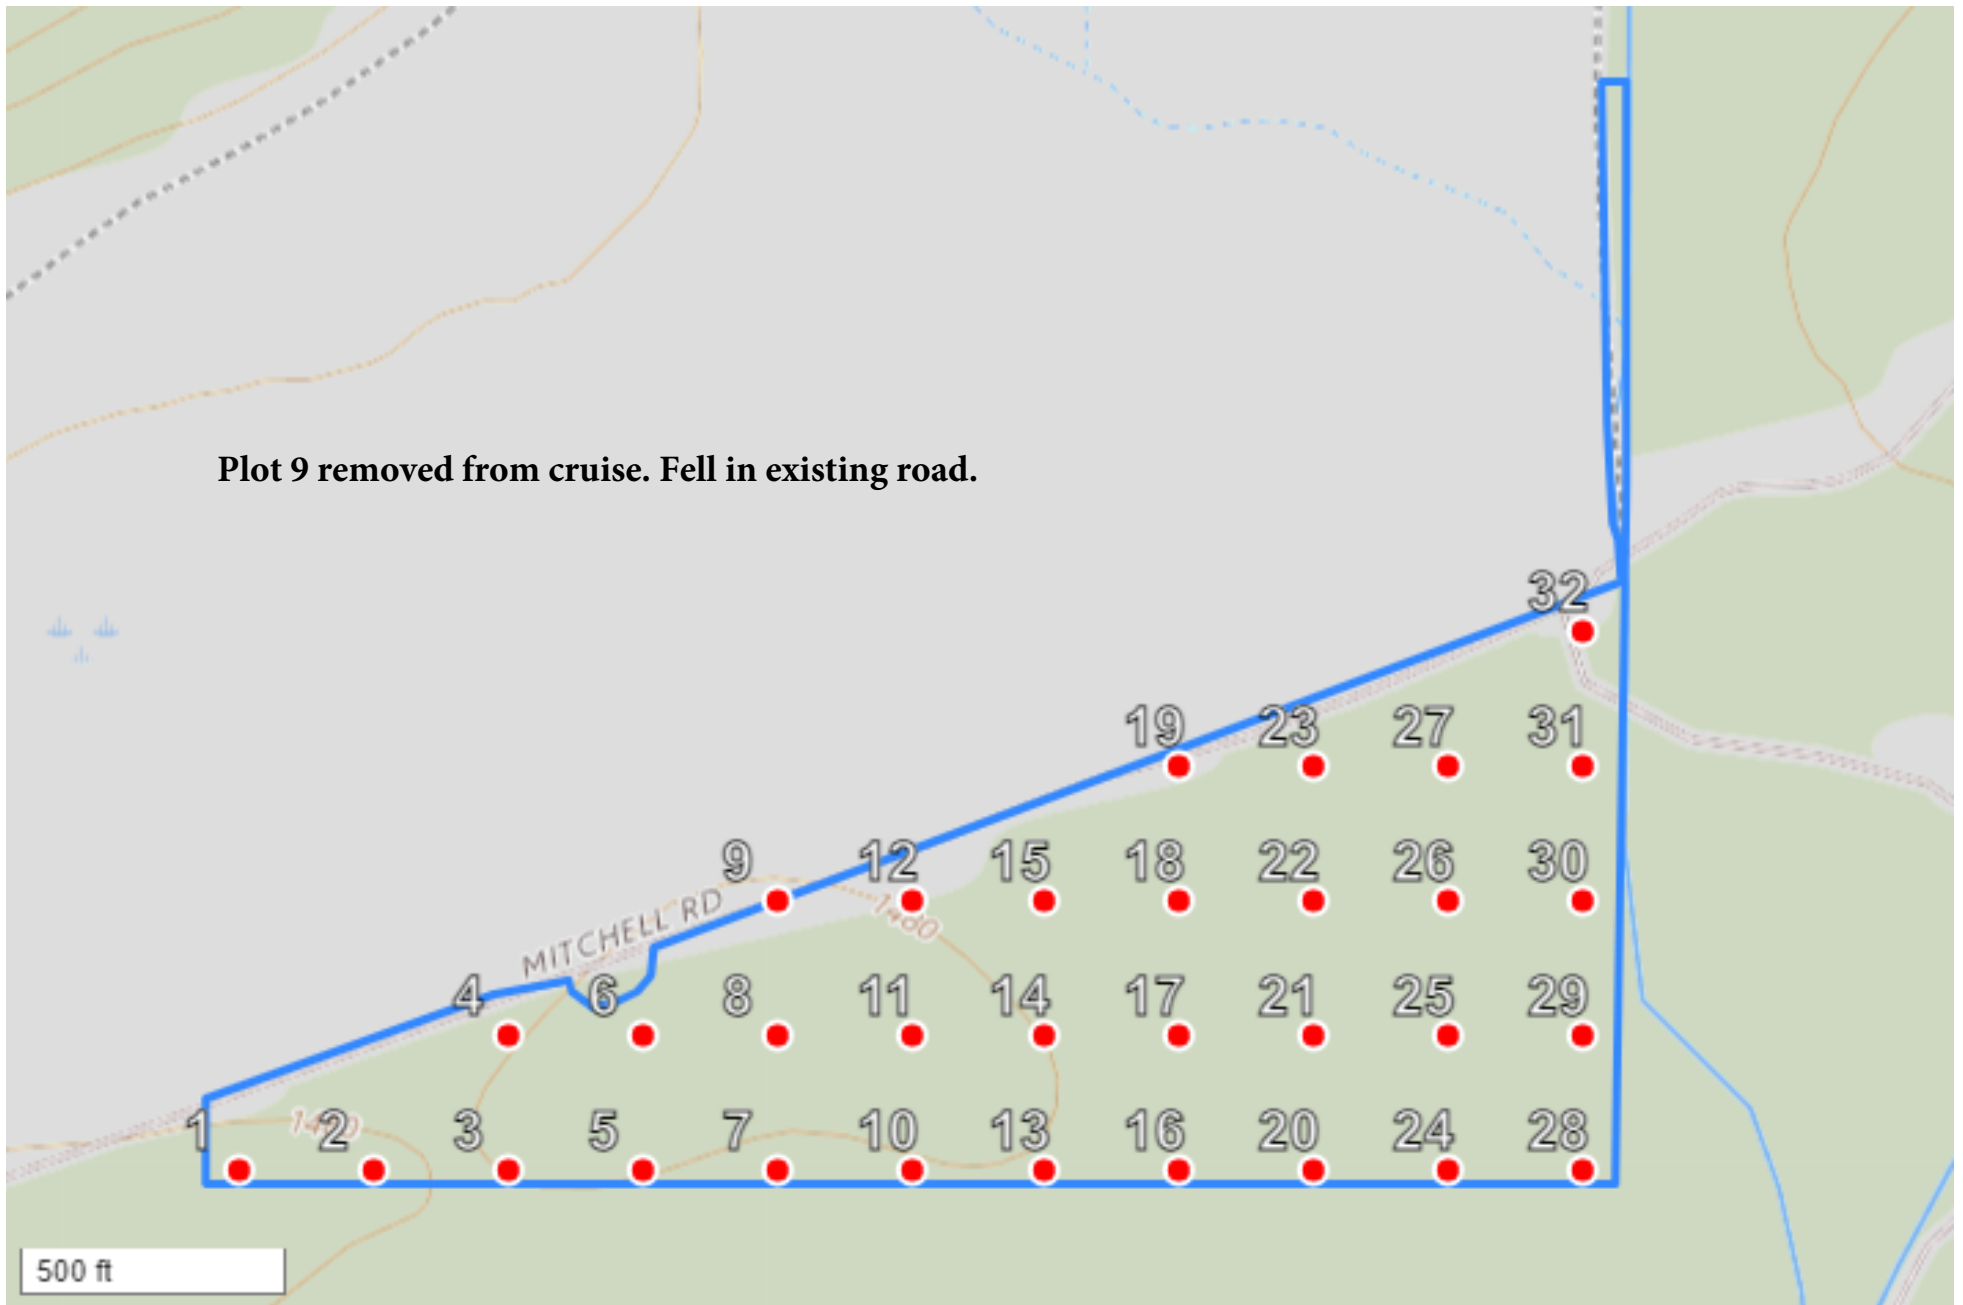 Plot 9 removed from cruise. Fell in existing road.
32
19 23 27 31
9 12 15 18 22 26 30
1480
MITCHELL RD
4 6 8 11 14 17 21 25 29
1 2 3 5 7 10 13 16 20 24 28
500 ft